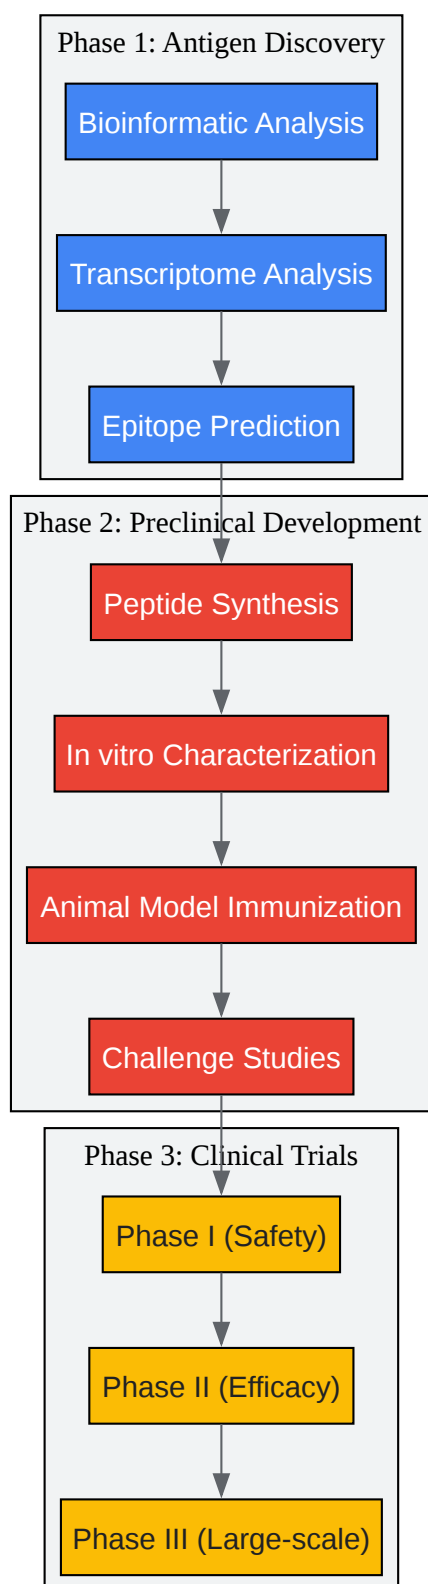 Phase 1: Antigen Discovery
Bioinformatic Analysis
Transcriptome Analysis
Epitope Prediction
Phase 2: Preclinical Development
Peptide Synthesis
In vitro Characterization
Animal Model Immunization
Challenge Studies
Phase 3: Clinical Trials
Phase I (Safety)
Phase II (Efficacy)
Phase III (Large-scale)